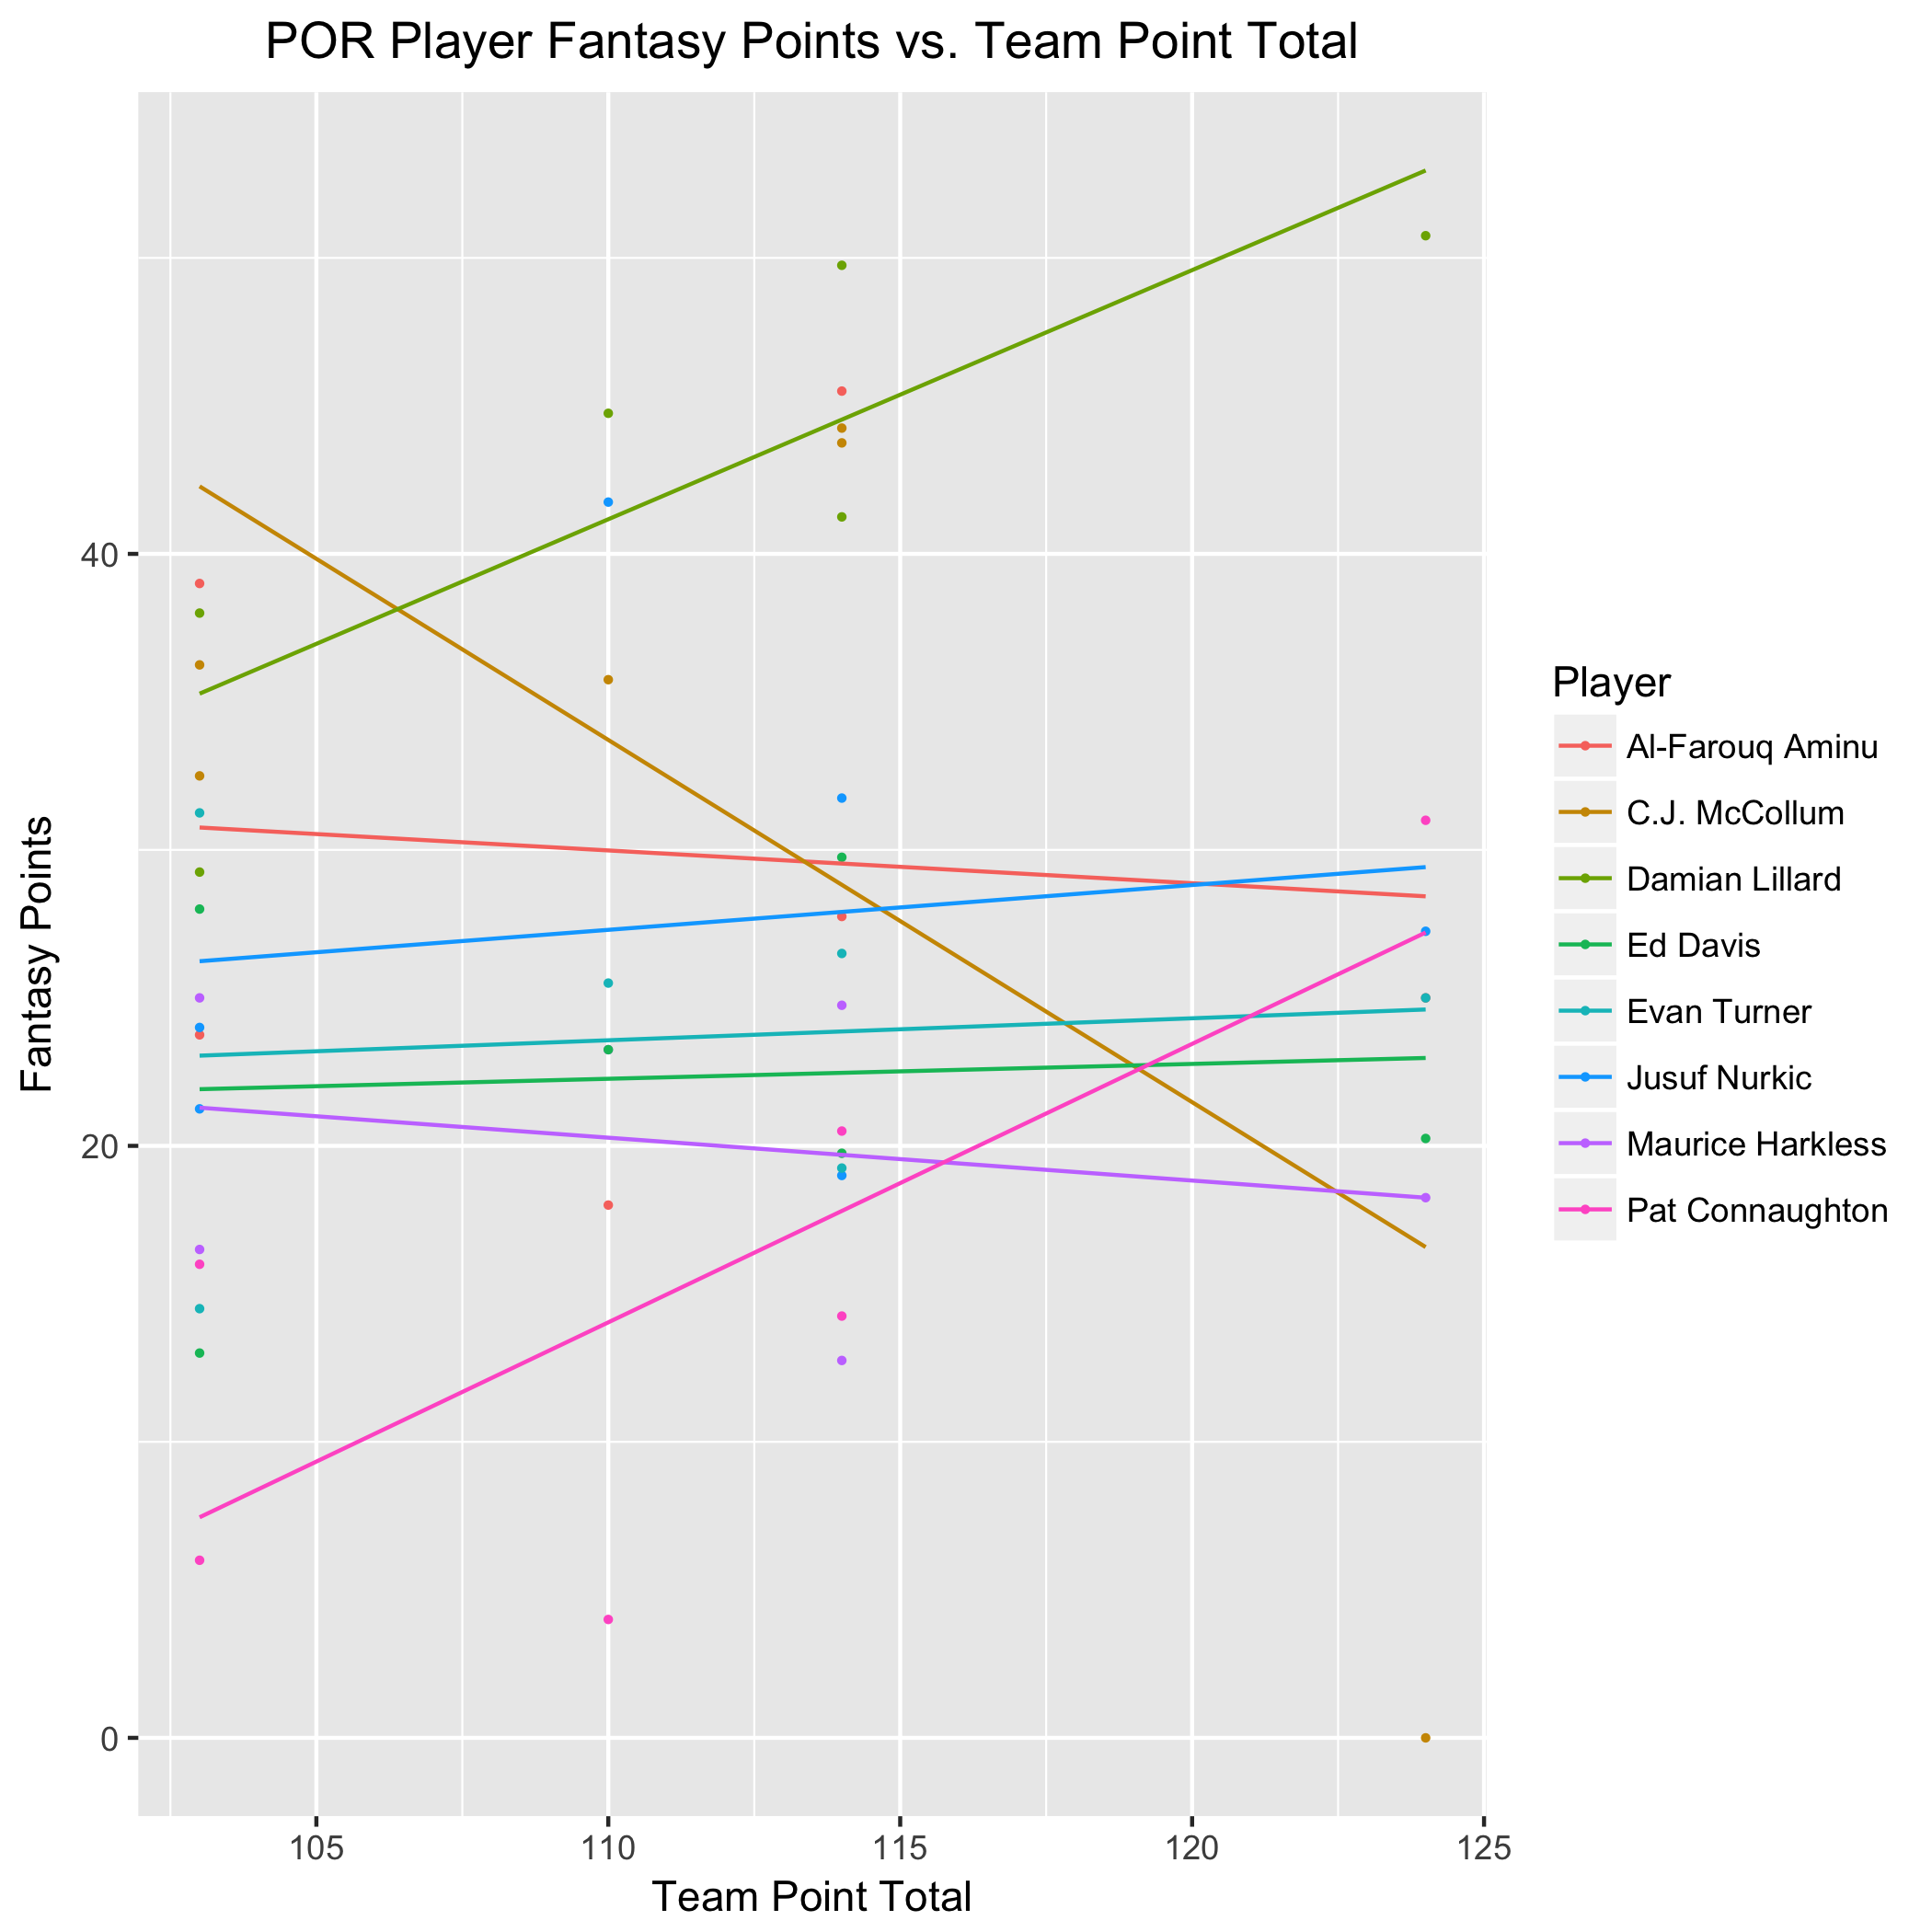 POR Player Fantasy Points vs. Team Point Total
Fantasy Points
40
20
0
105
110
115
120
125
Team Point Total
Player
Al-Farouq Aminu
C.J. McCollum
Damian Lillard
Ed Davis
Evan Turner
Jusuf Nurkic
Maurice Harkless
Pat Connaughton